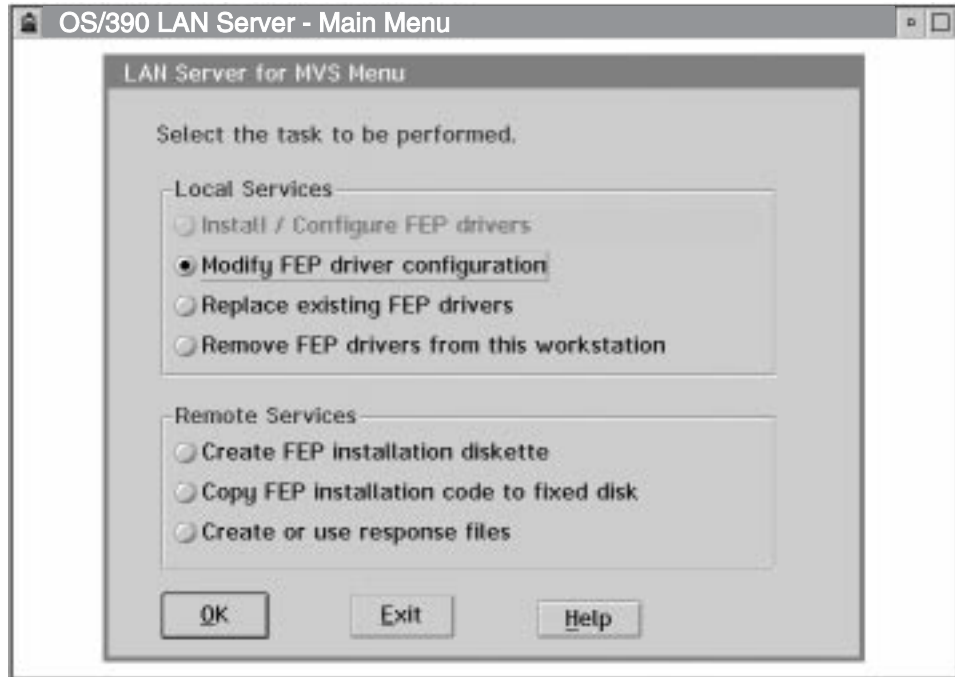 OS/390 LAN Server - Main Menu
LAN Server for MVS Menu
Select the task to be performed.
Local Services
Install / Configure FEP drivers
Modify FEP driver configuration
Replace existing FEP drivers
Remove FEP drivers from this workstation
Remote Services
Create FEP installation diskette
Copy FEP installation code to fixed disk
Create or use response files
OK Exit Help